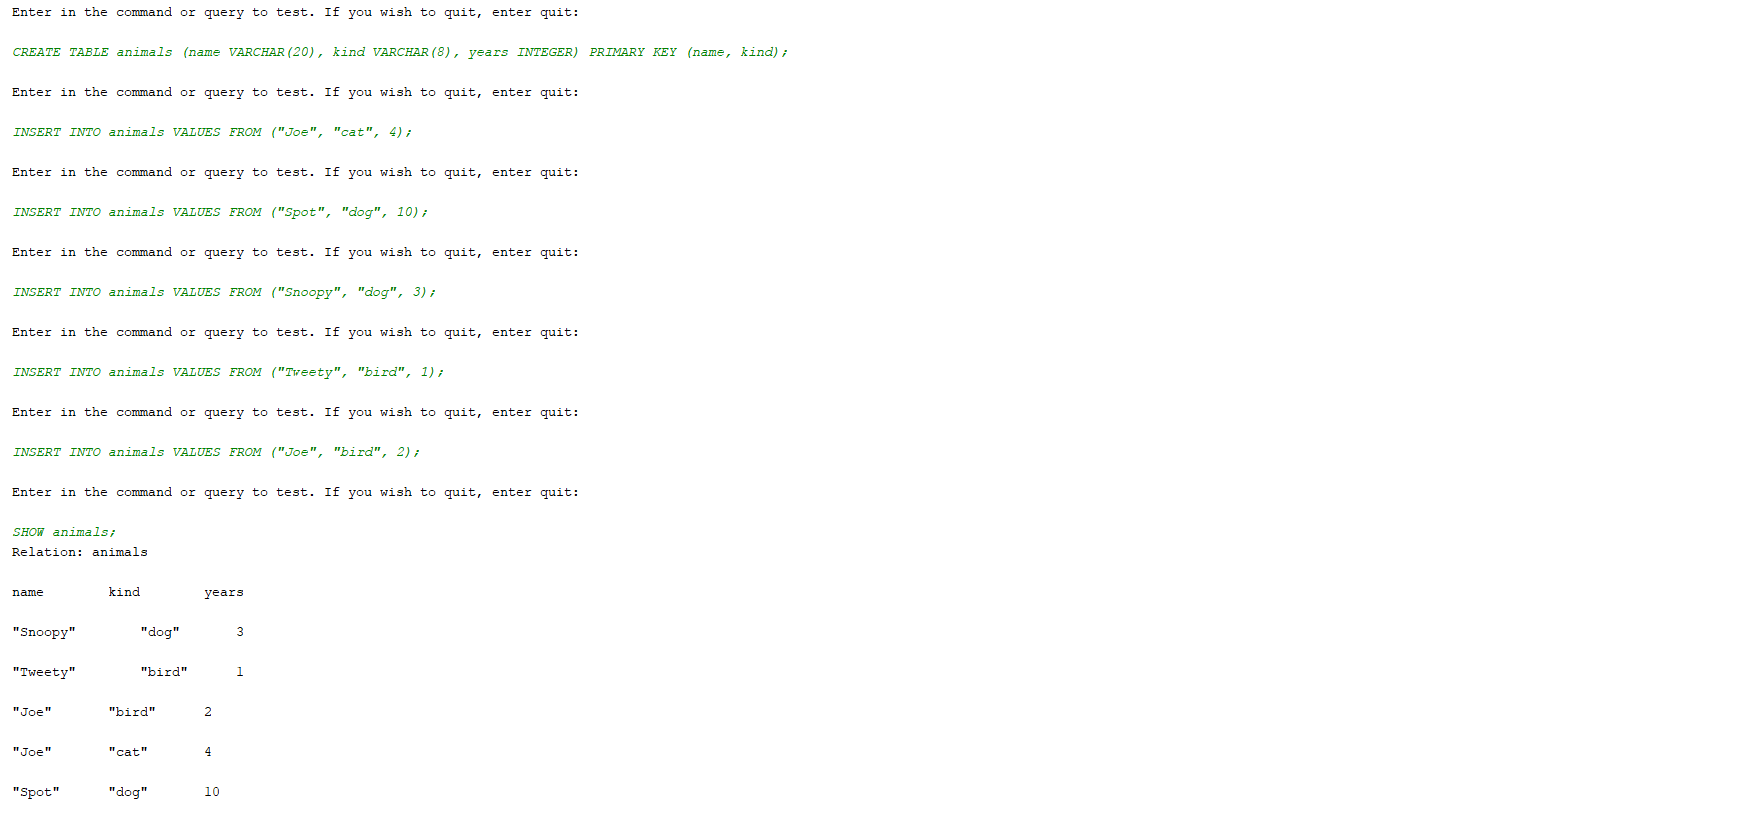 Enter in the command or query to test. If you wish to quit, enter quit:
CREATE TABLE animals (name VARCHAR(20), kind VARCHAR(8), years INTEGER) PRIMARY KEY (name, kind);
Enter in the command or query to test. If you wish to quit, enter quit:
INSERT INTO animals VALUES FROM ("Joe", "cat", 4);
Enter in the command or query to test. If you wish to quit, enter quit:
INSERT INTO animals VALUES FROM ("Spot", "dog", 10);
Enter in the command or query to test. If you wish to quit, enter quit:
INSERT INTO animals VALUES FROM ("Snoopy", "dog", 3);
Enter in the command or query to test. If you wish to quit, enter quit:
INSERT INTO animals VALUES FROM ("Tweety", "bird", 1);
Enter in the command or query to test. If you wish to quit, enter quit:
INSERT INTO animals VALUES FROM ("Joe", "bird", 2);
Enter in the command or query to test. If you wish to quit, enter quit:
SHOW animals;
Relation: animals
name kind years
"Snoopy" "dog" 3
"Tweety" "bird" 1
"Joe" "bird" 2
"Joe" "cat" 4
"Spot" "dog" 10